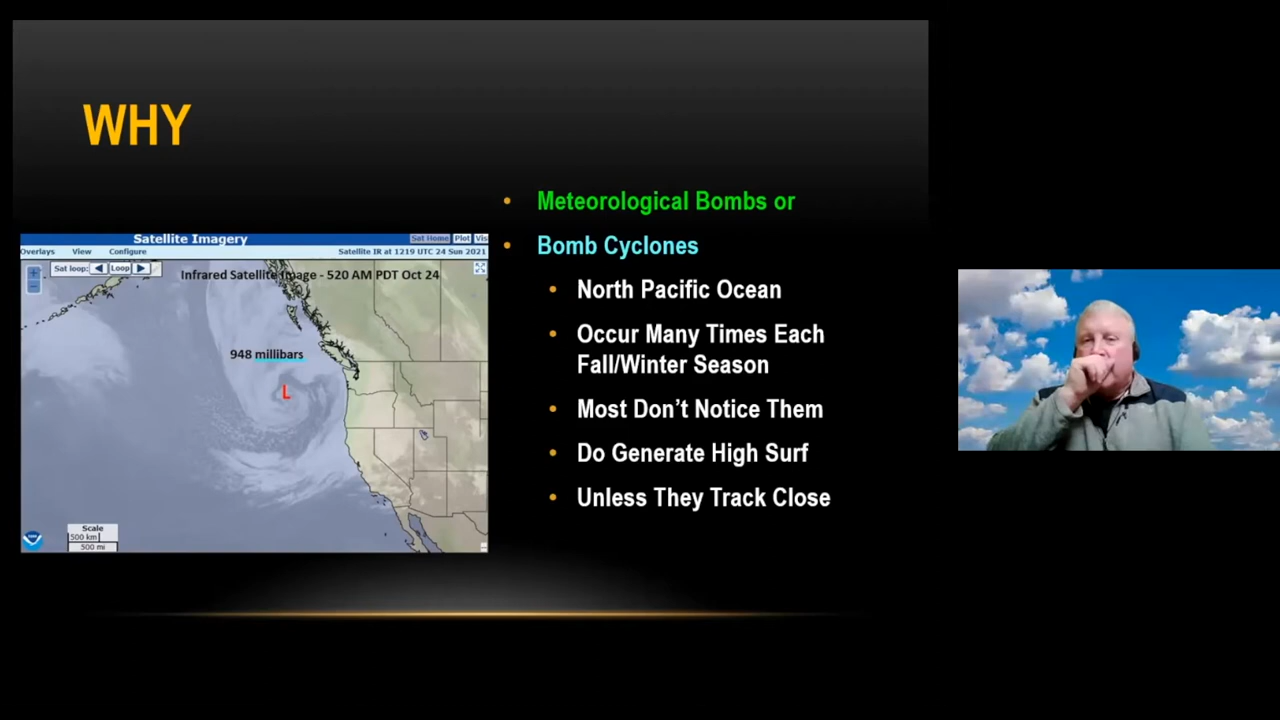 WHY
Meteorological Bombs or
Bomb Cyclones
North Pacific Ocean
Occur Many Times Each
Fall/Winter Season
Most Don't Notice Them
Do Generate High Surf
Unless They Track Close
Satellite Imagery
Sat Home Plot Vis
Overlays View Configure
Satellite IR at 1219 UTC 24 Sun 2021
Sat loop: Loop
Infrared Satellite Image - 520 AM PDT Oct 24
948 millibars
L
Scale
500 km
500 mi